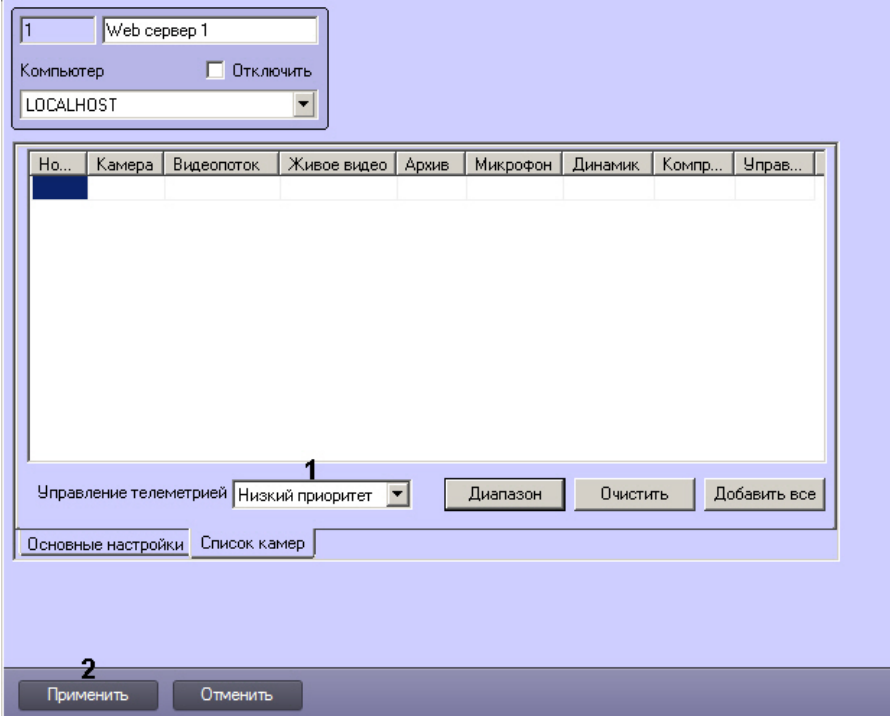 1 Web сервер 1
Компьютер Отключить
LOCALHOST
Но... Камера Видеопоток Живое видео Архив Микрофон Динамик Компр... Управ...
1
Управление телеметрией Низкий приоритет Диапазон Очистить Добавить все
Основные настройки Список камер
2
Применить Отменить